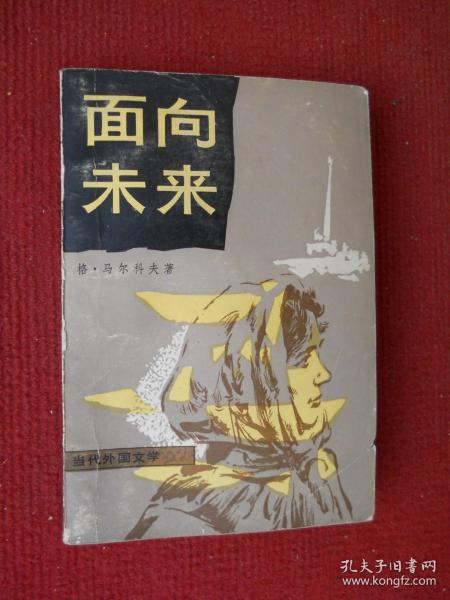 面向
未来
格·马尔科夫著
当代外国文学
孔夫子旧书网
www.kongfz.com